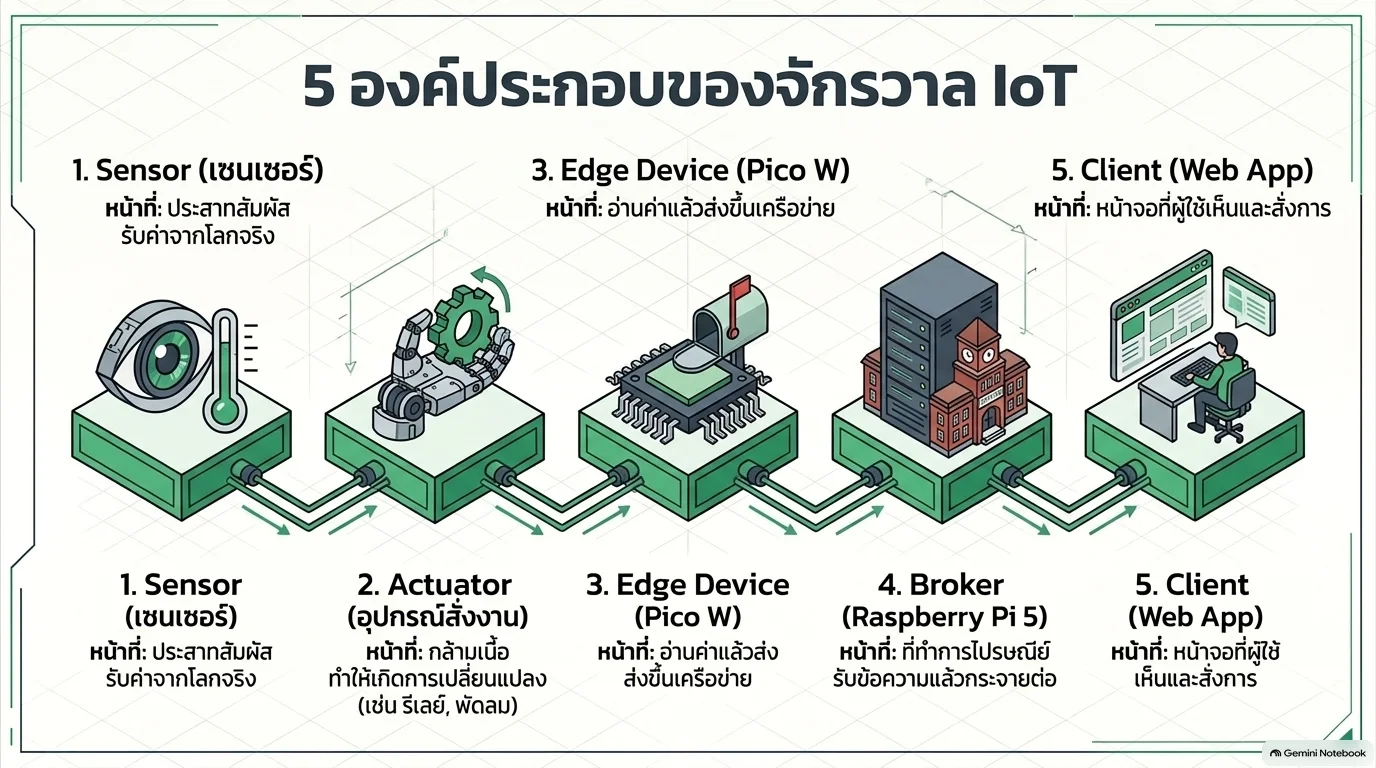 5 องค์ประกอบของจักรวาล IoT
1. Sensor (เซนเซอร์)
หน้าที่: ประสาทสัมผัส
รับค่าจากโลกจริง
3. Edge Device (Pico W)
หน้าที่: อ่านค่าแล้วส่งขึ้นเครือข่าย
5. Client (Web App)
หน้าที่: หน้าจอที่ผู้ใช้เห็นและสั่งการ
1. Sensor
(เซนเซอร์)
หน้าที่: ประสาทสัมผัส
รับค่าจากโลกจริง
2. Actuator
(อุปกรณ์สั่งงาน)
หน้าที่: กล้ามเนื้อ
ทำให้เกิดการเปลี่ยนแปลง
(เช่น รีเลย์, พัดลม)
3. Edge Device
(Pico W)
หน้าที่: อ่านค่าแล้วส่ง
ส่งขึ้นเครือข่าย
4. Broker
(Raspberry Pi 5)
หน้าที่: ที่ทำการไปรษณีย์
รับข้อความแล้วกระจายต่อ
5. Client
(Web App)
หน้าที่: หน้าจอที่ผู้ใช้
เห็นและสั่งการ
Gemini Notebook